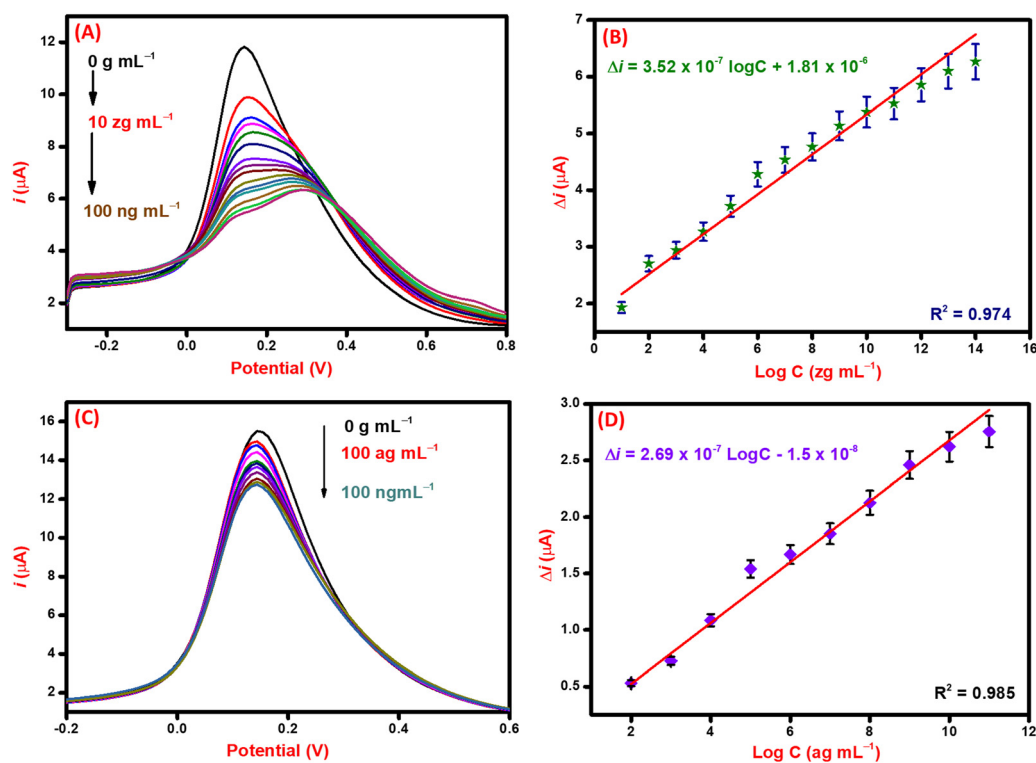 (A)
0 g mL⁻¹
10 zg mL⁻¹
100 ng mL⁻¹
12
10
8
6
4
2
i (µA)
-0.2 0.0 0.2 0.4 0.6 0.8
Potential (V)
(B)
Δi = 3.52 x 10⁻⁷ logC + 1.81 x 10⁻⁶
R² = 0.974
7
6
5
4
3
2
Δi (µA)
0 2 4 6 8 10 12 14 16
Log C (zg mL⁻¹)
(C)
0 g mL⁻¹
100 ag mL⁻¹
100 ngmL⁻¹
16
14
12
10
8
6
4
2
i (µA)
-0.2 0.0 0.2 0.4 0.6
Potential (V)
(D)
Δi = 2.69 x 10⁻⁷ LogC - 1.5 x 10⁻⁸
R² = 0.985
3.0
2.5
2.0
1.5
1.0
0.5
Δi (µA)
2 4 6 8 10 12
Log C (ag mL⁻¹)